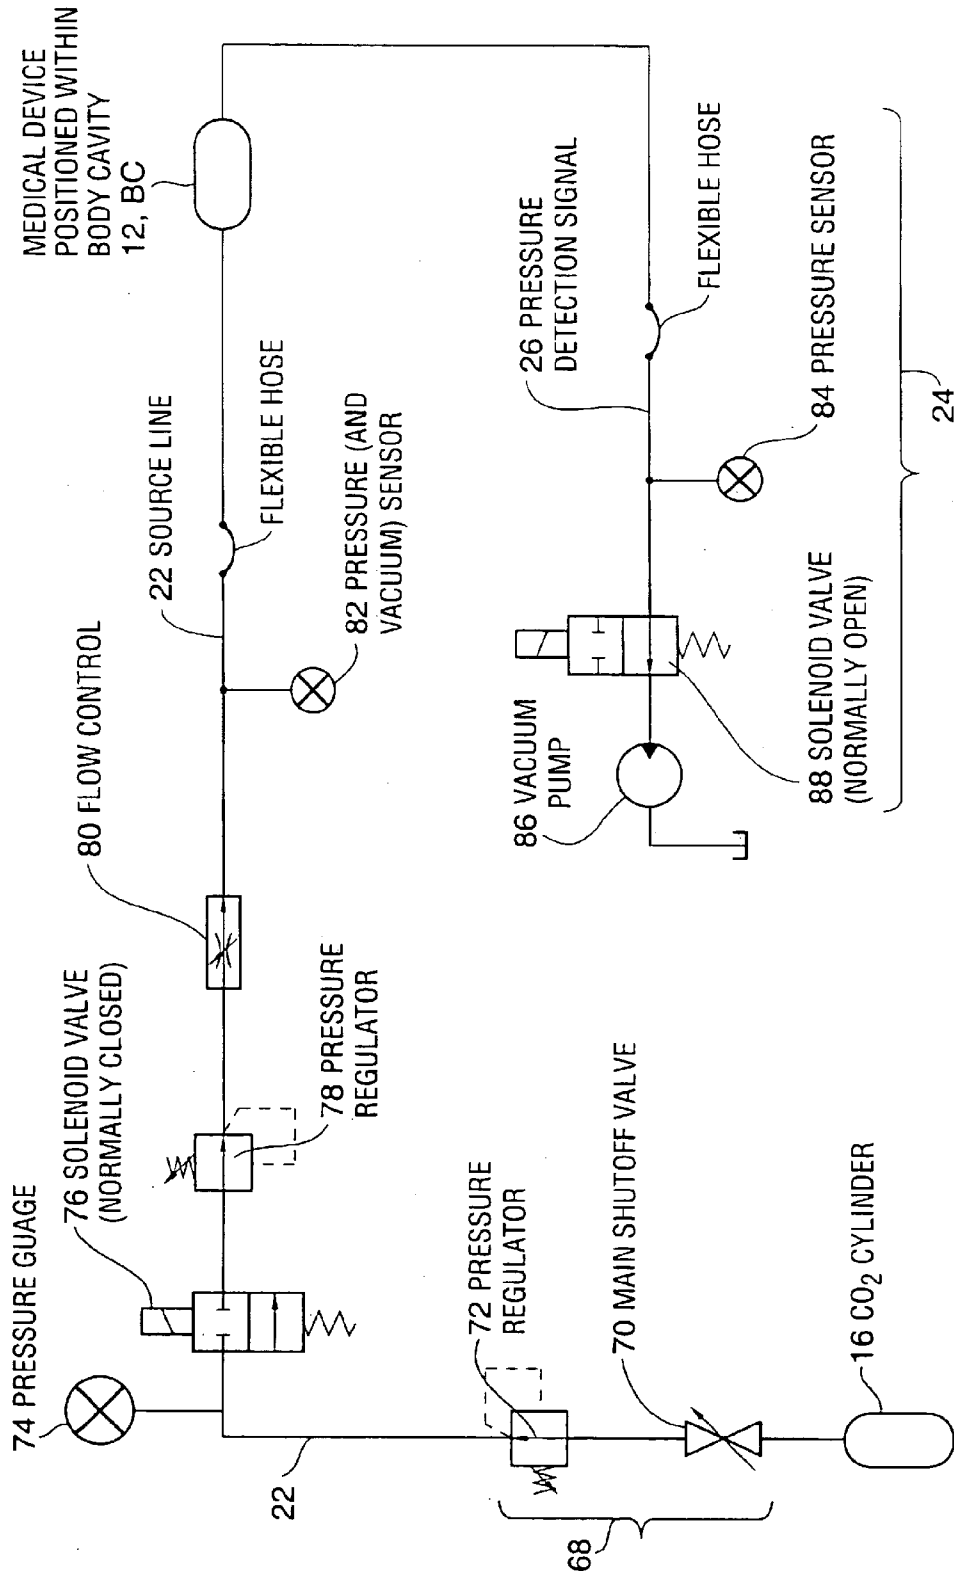 MEDICAL DEVICE
POSITIONED WITHIN
BODY CAVITY
12, BC
22 SOURCE LINE
FLEXIBLE HOSE
82 PRESSURE (AND
VACUUM) SENSOR
80 FLOW CONTROL
78 PRESSURE
REGULATOR
76 SOLENOID VALVE
(NORMALLY CLOSED)
74 PRESSURE GUAGE
22
72 PRESSURE
REGULATOR
70 MAIN SHUTOFF VALVE
16 CO₂ CYLINDER
68
26 PRESSURE
DETECTION SIGNAL
FLEXIBLE HOSE
84 PRESSURE SENSOR
86 VACUUM
PUMP
88 SOLENOID VALVE
(NORMALLY OPEN)
24